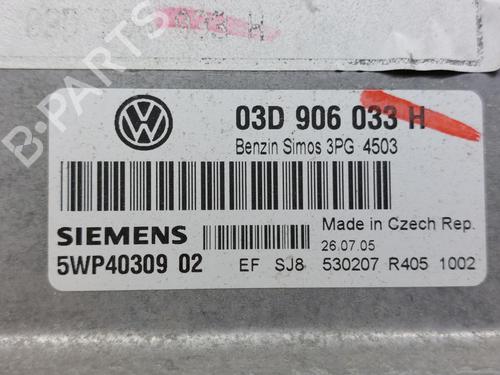 03D 906 033 H
Benzin Simos 3PG 4503
SIEMENS
Made in Czech Rep.
26.07.05
5WP40309 02 EF SJ8 530207 R405 1002
B-PARTS